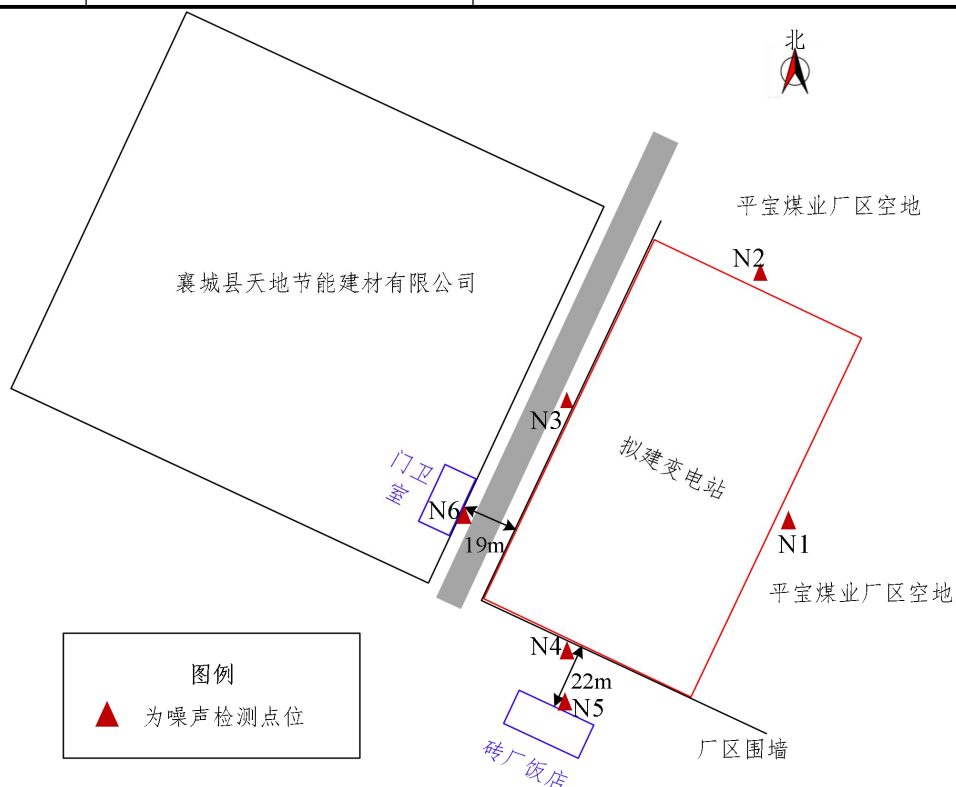 北
平宝煤业厂区空地
N2
襄城县天地节能建材有限公司
N3
拟建变电站
门卫
室
N6
19m
N1
平宝煤业厂区空地
N4
22m
N5
图例
为噪声检测点位
砖厂饭店
厂区围墙